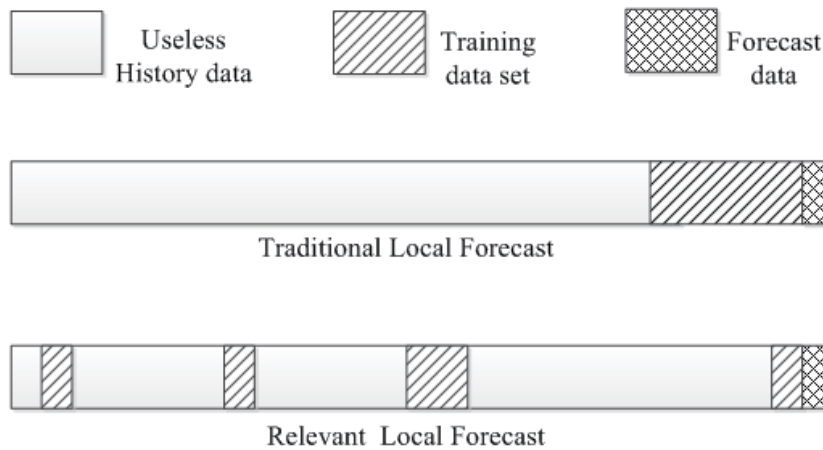 Useless
History data
Training
data set
Forecast
data
Traditional Local Forecast
Relevant Local Forecast